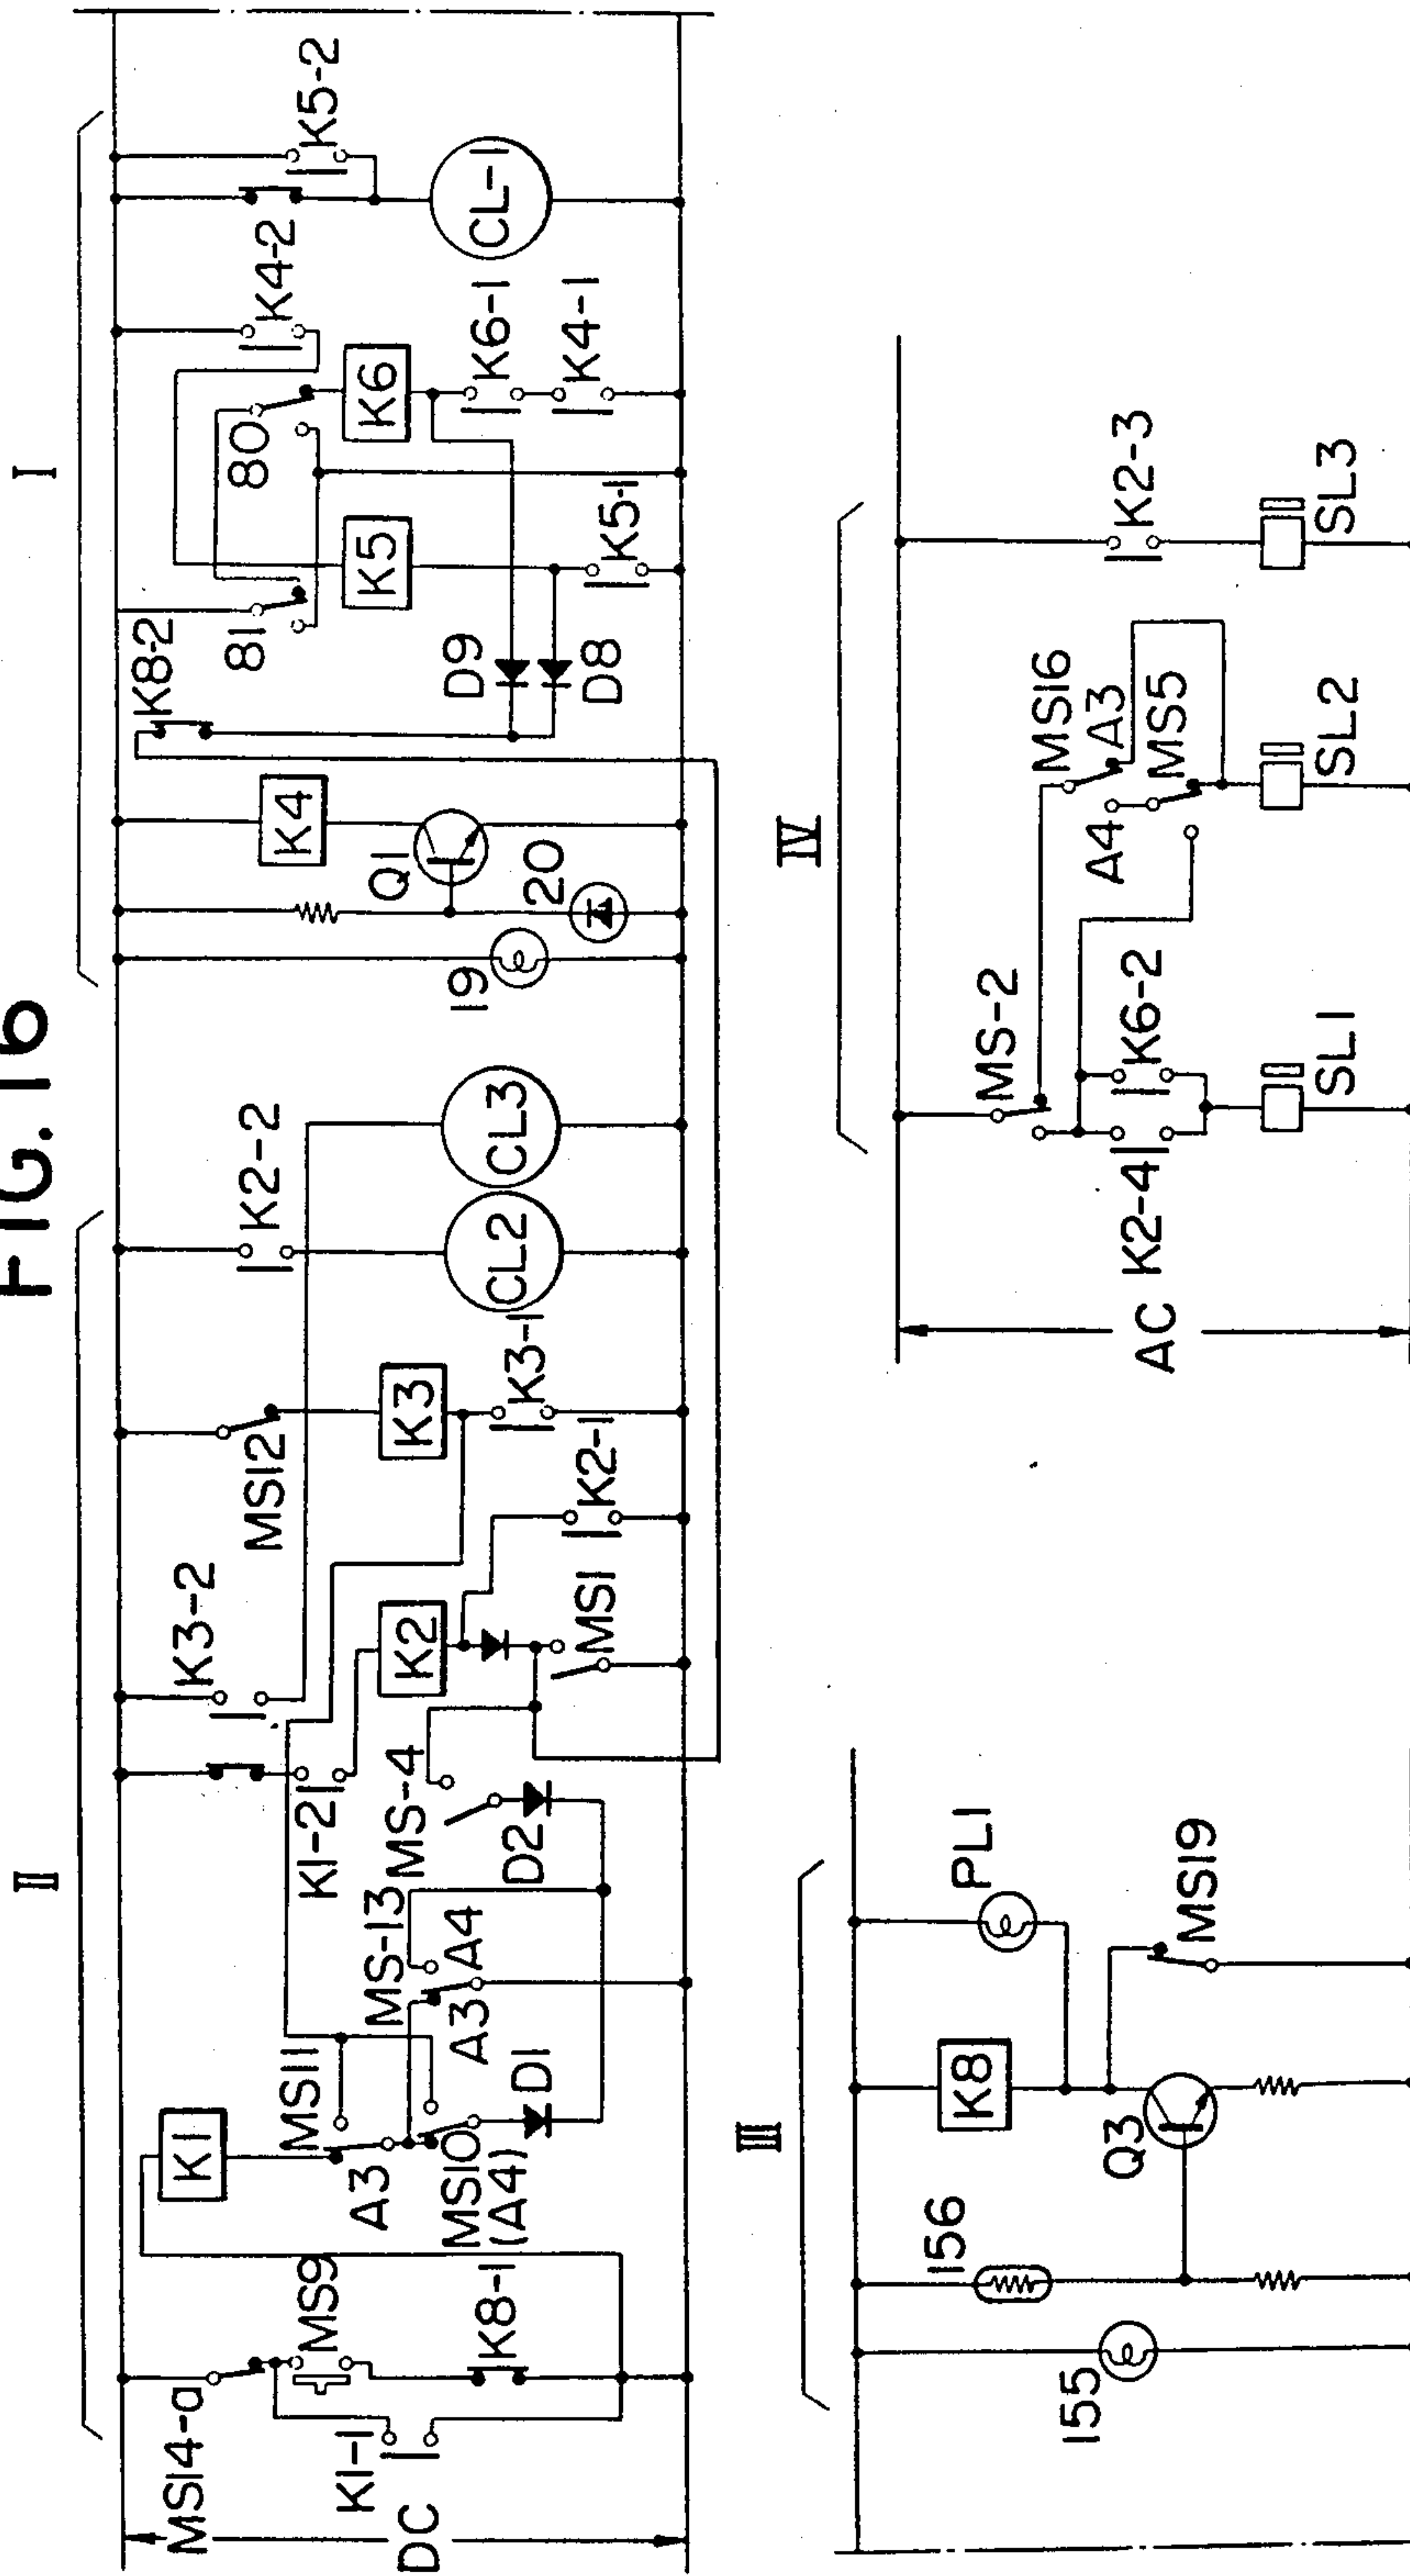 FIG. 16
II
I
MS14-a
MS9
K1-1
K8-1
DC
K1
MS11
A3
MS10
(A4)
D1
MS-13
A3
A4
MS-4
D2
K1-2
K3-2
K2
MS1
K2-1
MS12
K3
K3-1
K2-2
CL2
CL3
19
20
Q1
K4
K8-2
81
80
D9
D8
K5
K5-1
K6
K4-2
K6-1
K4-1
K5-2
CL-1
III
155
156
Q3
K8
PL1
MS19
IV
AC
MS-2
K2-4
K6-2
SL1
MS16
A3
A4
MS5
SL2
K2-3
SL3